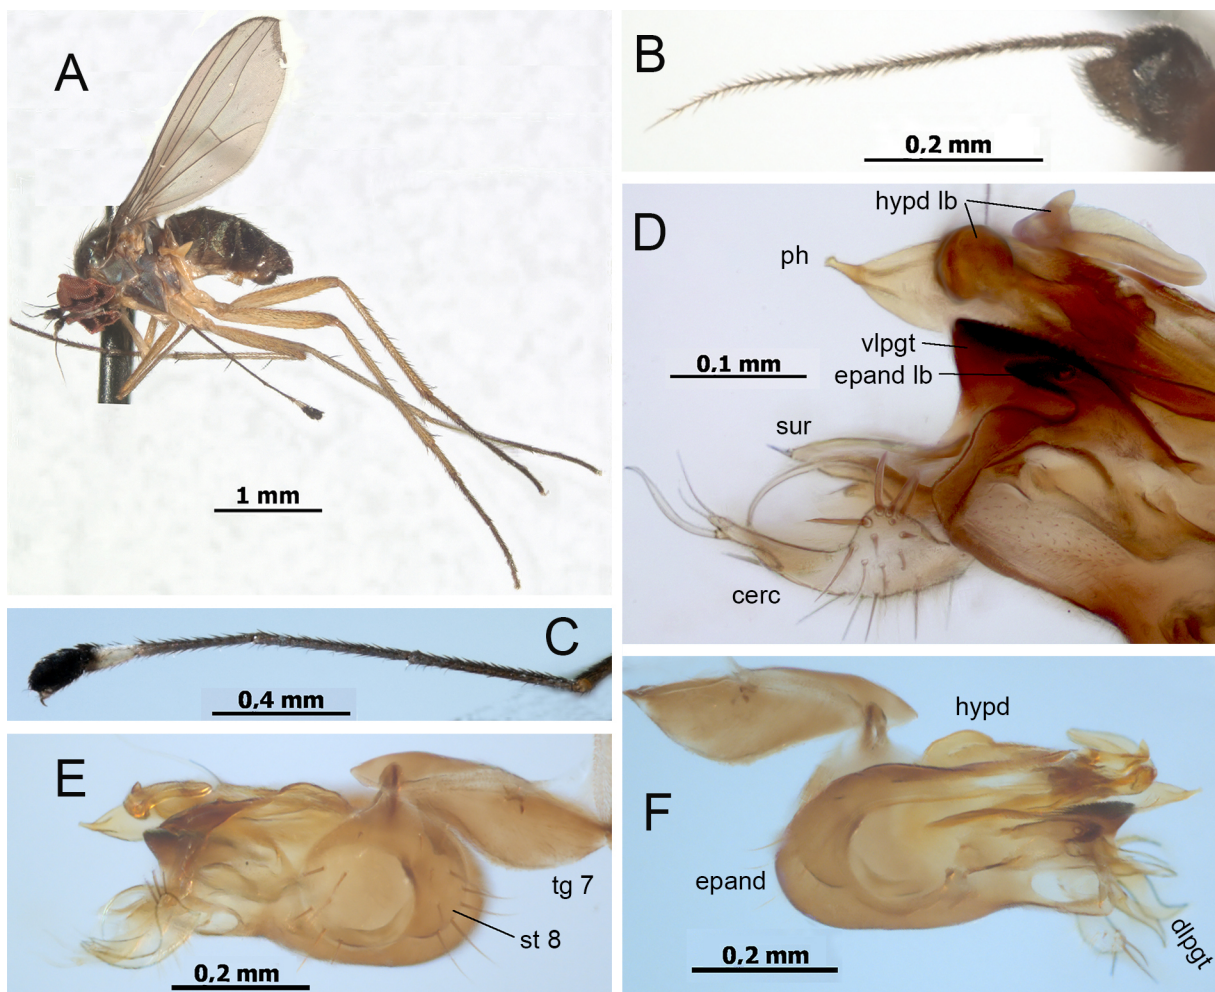 A
1 mm
B
0,2 mm
C
0,4 mm
D
hypd lb
ph
vlpgt
epand lb
0,1 mm
sur
cerc
E
tg 7
st 8
0,2 mm
F
hypd
epand
dlpgt
0,2 mm